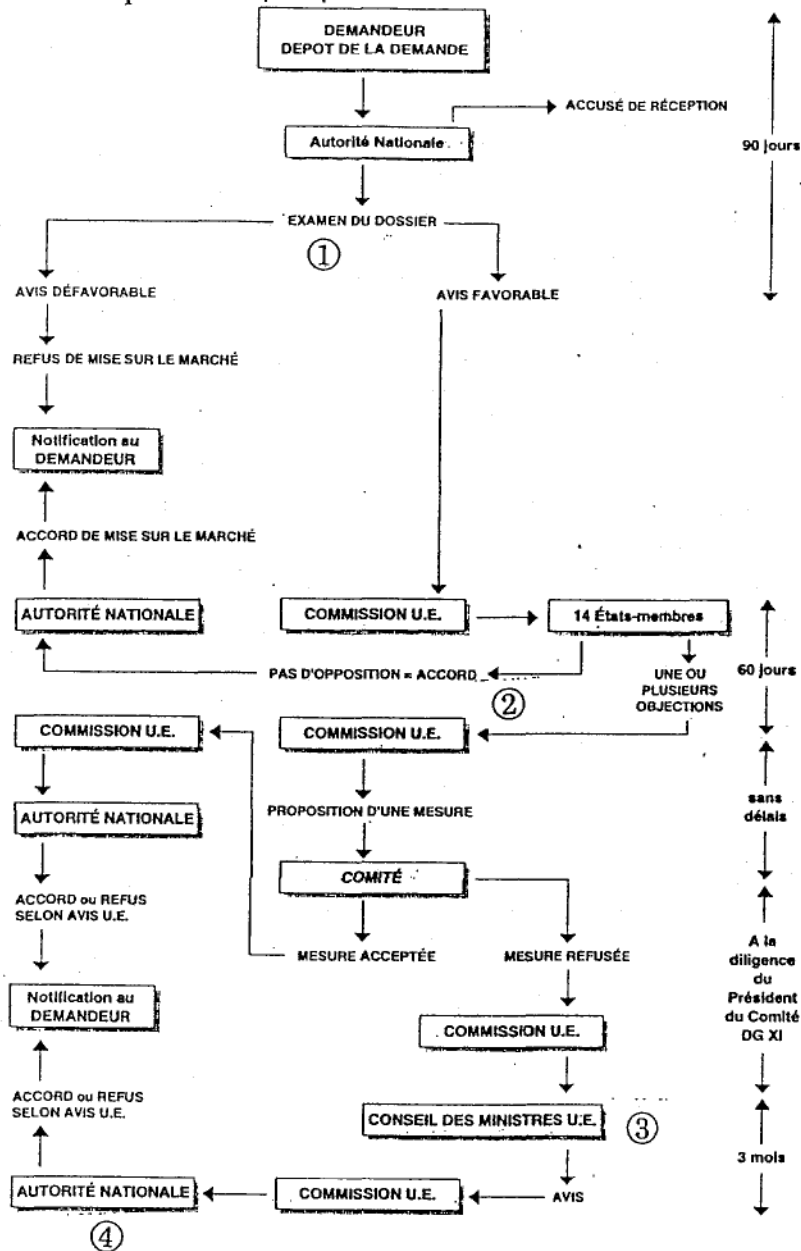 DEMANDEUR
DEPOT DE LA DEMANDE
ACCUSÉ DE RÉCEPTION
Autorité Nationale
90 jours
EXAMEN DU DOSSIER
①
AVIS DÉFAVORABLE
AVIS FAVORABLE
REFUS DE MISE SUR LE MARCHÉ
Notification au
DEMANDEUR
ACCORD DE MISE SUR LE MARCHÉ
AUTORITÉ NATIONALE
COMMISSION U.E.
14 États-membres
60 jours
PAS D'OPPOSITION = ACCORD
②
UNE OU
PLUSIEURS
OBJECTIONS
COMMISSION U.E.
COMMISSION U.E.
PROPOSITION D'UNE MESURE
sans
délais
AUTORITÉ NATIONALE
COMITÉ
ACCORD ou REFUS
SELON AVIS U.E.
MESURE ACCEPTÉE
MESURE REFUSÉE
A la
diligence
du
Président
du Comité
DG XI
Notification au
DEMANDEUR
COMMISSION U.E.
ACCORD ou REFUS
SELON AVIS U.E.
CONSEIL DES MINISTRES U.E.
③
3 mois
AUTORITÉ NATIONALE
COMMISSION U.E.
AVIS
④